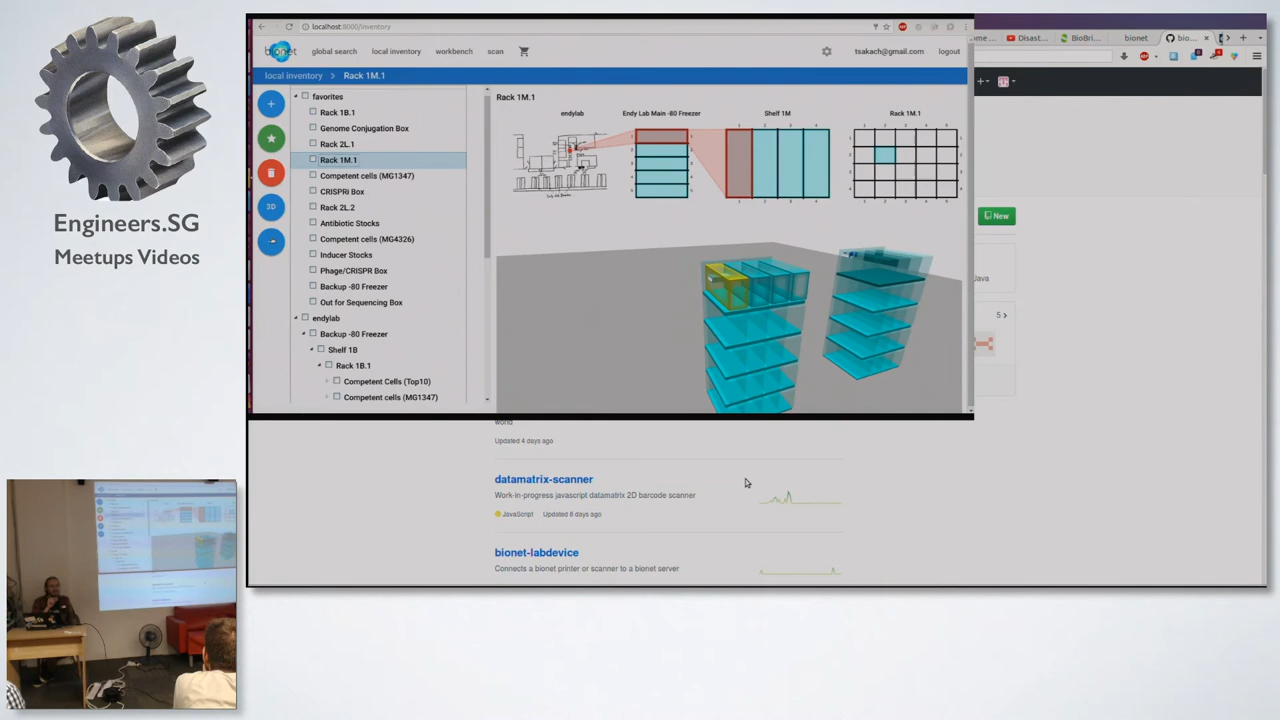 Engineers.SG
Meetups Videos
localhost:8000/inventory
bionet
global search
local inventory
workbench
scan
tsakach@gmail.com
logout
local inventory
Rack 1M.1
favorites
Rack 1B.1
Genome Conjugation Box
Rack 2L.1
Rack 1M.1
Competent cells (MG1347)
CRISPRi Box
Rack 2L.2
Antibiotic Stocks
Competent cells (MG4326)
Inducer Stocks
Phage/CRISPR Box
Backup -80 Freezer
Out for Sequencing Box
endylab
Backup -80 Freezer
Shelf 1B
Rack 1B.1
Competent Cells (Top10)
Competent cells (MG1347)
3D
Rack 1M.1
endylab
Endy Lab Main -80 Freezer
Shelf 1M
Rack 1M.1
ome ...
Disast...
BioBri...
bionet
bio...
New
Java
5
world
Updated 4 days ago
datamatrix-scanner
Work-in-progress javascript datamatrix 2D barcode scanner
JavaScript Updated 8 days ago
bionet-labdevice
Connects a bionet printer or scanner to a bionet server